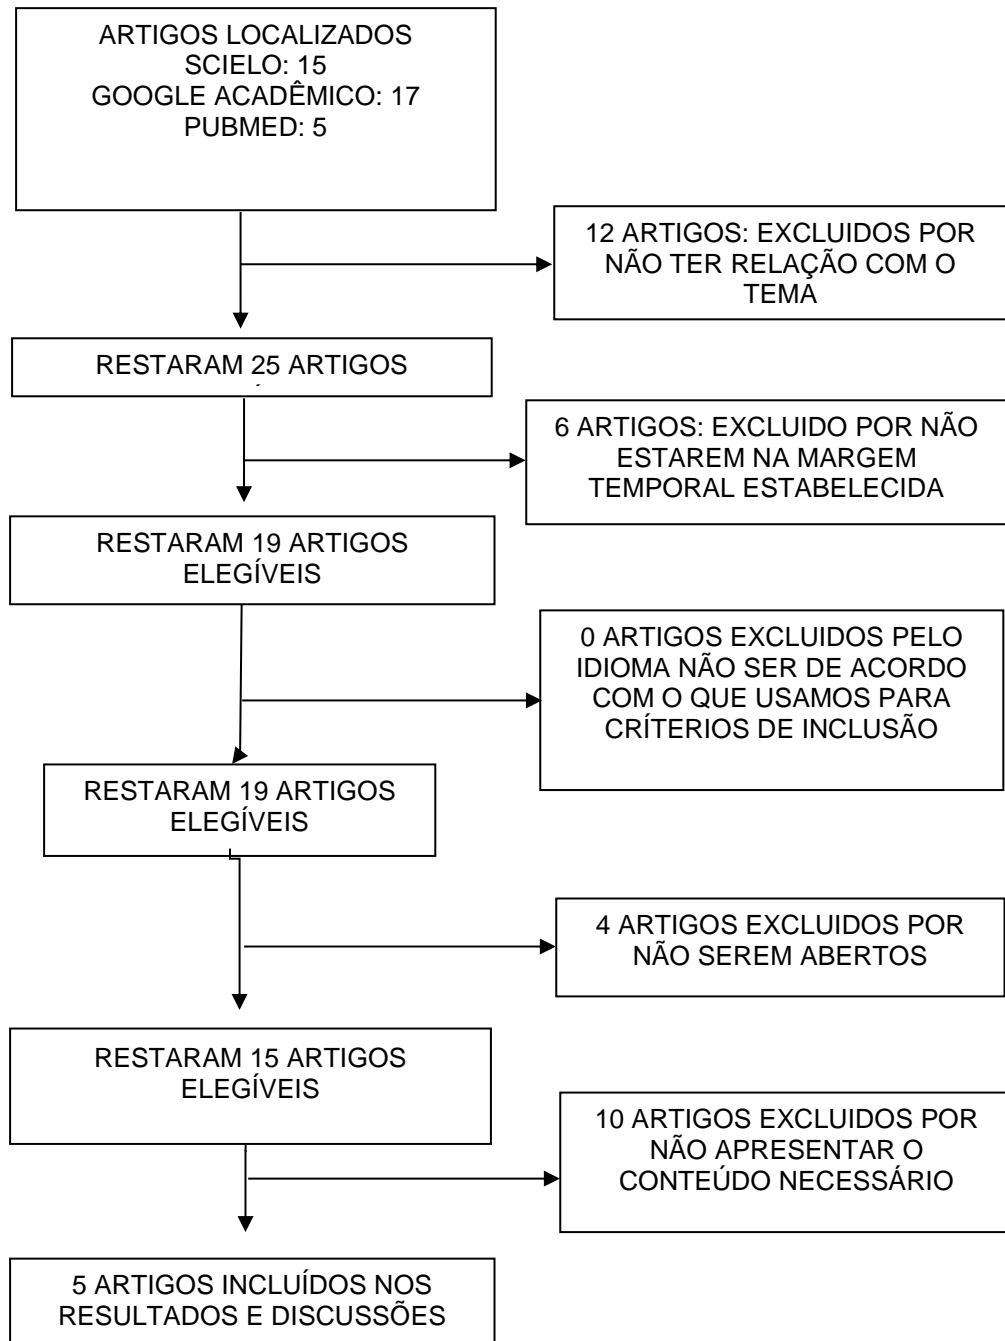 ARTIGOS LOCALIZADOS
SCIELO: 15
GOOGLE ACADÊMICO: 17
PUBMED: 5
12 ARTIGOS: EXCLUIDOS POR
NÃO TER RELAÇÃO COM O
TEMA
RESTARAM 25 ARTIGOS
6 ARTIGOS: EXCLUIDO POR NÃO
ESTAREM NA MARGEM
TEMPORAL ESTABELECIDA
RESTARAM 19 ARTIGOS
ELEGÍVEIS
0 ARTIGOS EXCLUIDOS PELO
IDIOMA NÃO SER DE ACORDO
COM O QUE USAMOS PARA
CRÍTERIOS DE INCLUSÃO
RESTARAM 19 ARTIGOS
ELEGÍVEIS
4 ARTIGOS EXCLUIDOS POR
NÃO SEREM ABERTOS
RESTARAM 15 ARTIGOS
ELEGÍVEIS
10 ARTIGOS EXCLUIDOS POR
NÃO APRESENTAR O
CONTEÚDO NECESSÁRIO
5 ARTIGOS INCLUÍDOS NOS
RESULTADOS E DISCUSSÕES